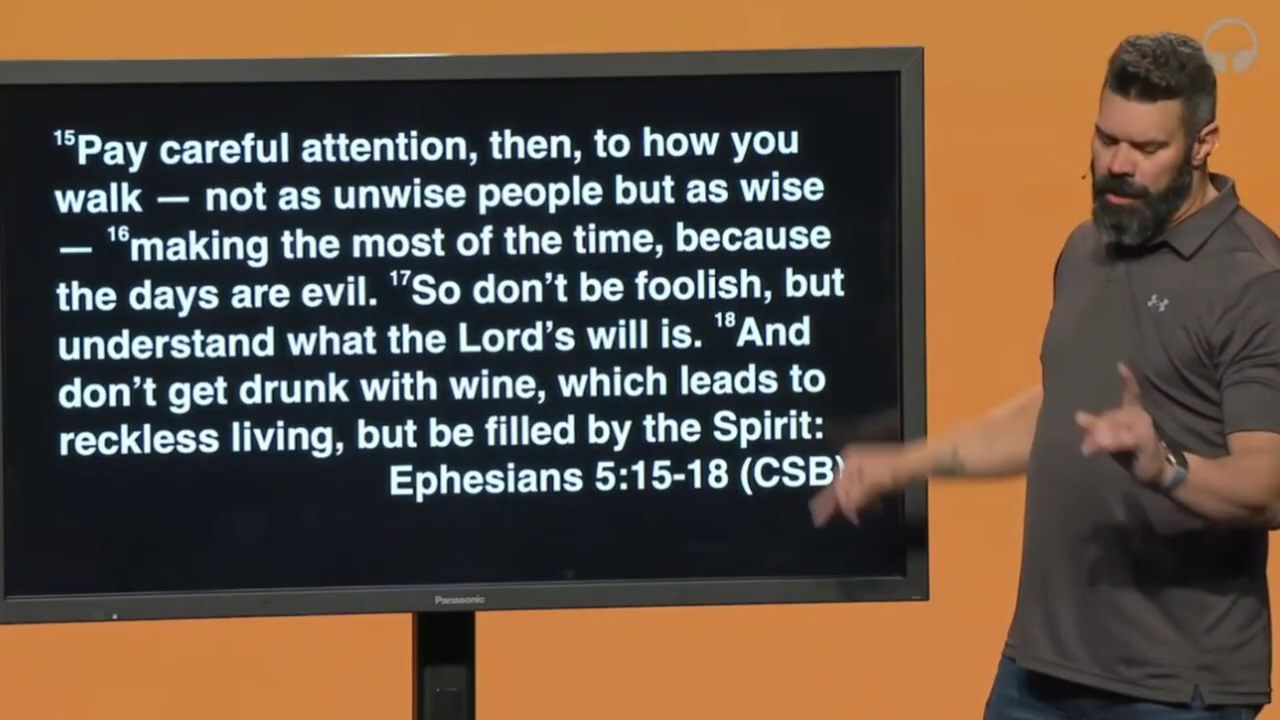 ¹⁵Pay careful attention, then, to how you
walk — not as unwise people but as wise
— ¹⁶making the most of the time, because
the days are evil. ¹⁷So don’t be foolish, but
understand what the Lord’s will is. ¹⁸And
don’t get drunk with wine, which leads to
reckless living, but be filled by the Spirit:
Ephesians 5:15-18 (CSB)
Panasonic